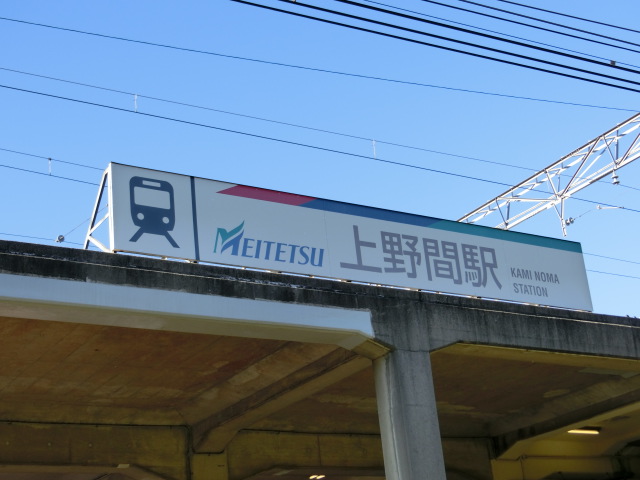 MEITETSU
上野間駅
KAMI NOMA
STATION